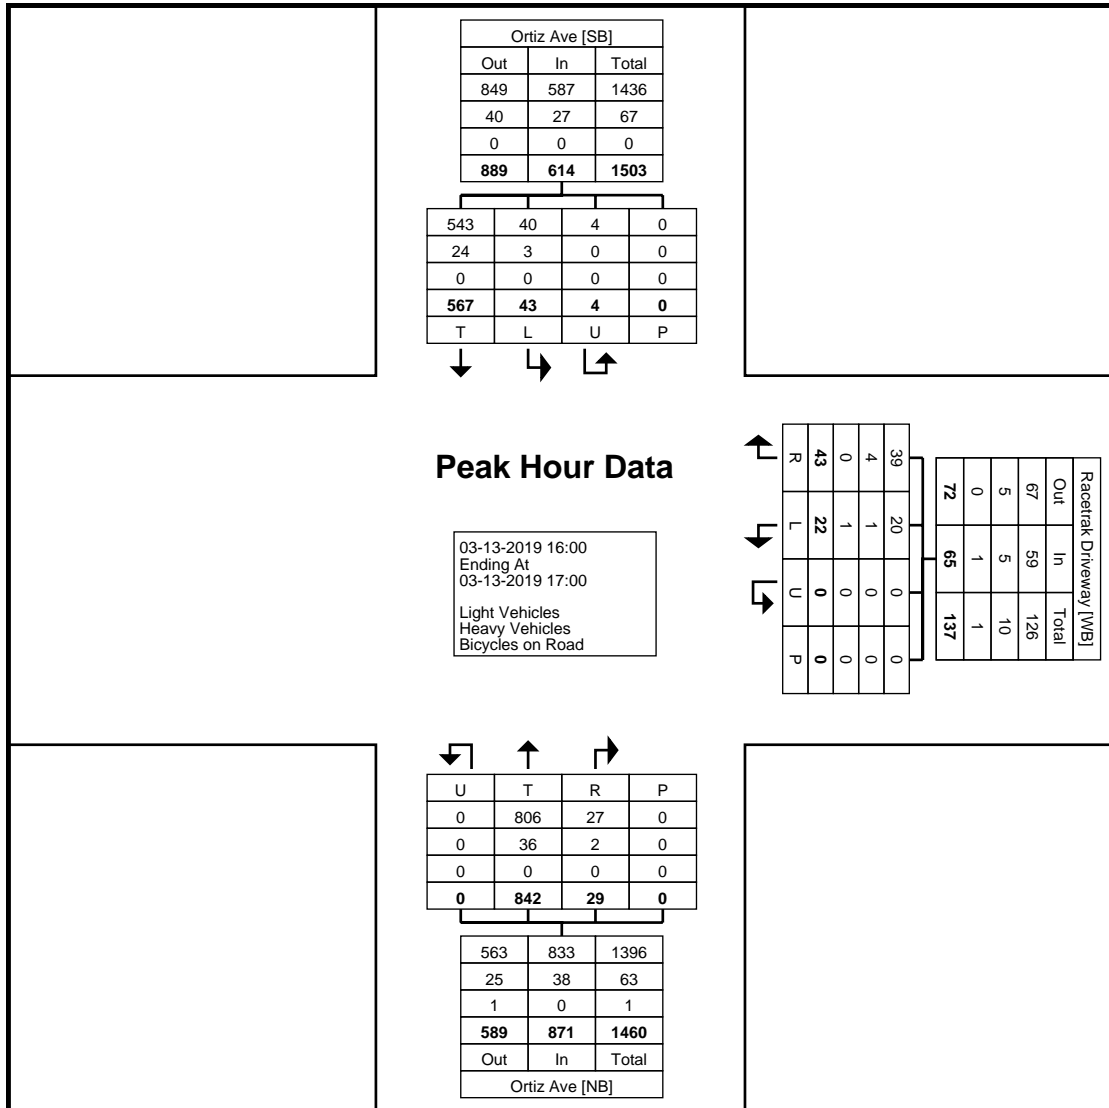 Ortiz Ave [SB]
Out In Total
849 587 1436
40 27 67
0 0 0
889 614 1503
543 40 4 0
24 3 0 0
0 0 0 0
567 43 4 0
T L U P
Peak Hour Data
03-13-2019 16:00
Ending At
03-13-2019 17:00
Light Vehicles
Heavy Vehicles
Bicycles on Road
Racetrak Driveway [WB]
Out In Total
67 59 126
5 5 10
0 1 1
72 65 137
39 20 0 0
4 1 0 0
0 1 0 0
43 22 0 0
R L U P
U T R P
0 806 27 0
0 36 2 0
0 0 0 0
0 842 29 0
563 833 1396
25 38 63
1 0 1
589 871 1460
Out In Total
Ortiz Ave [NB]